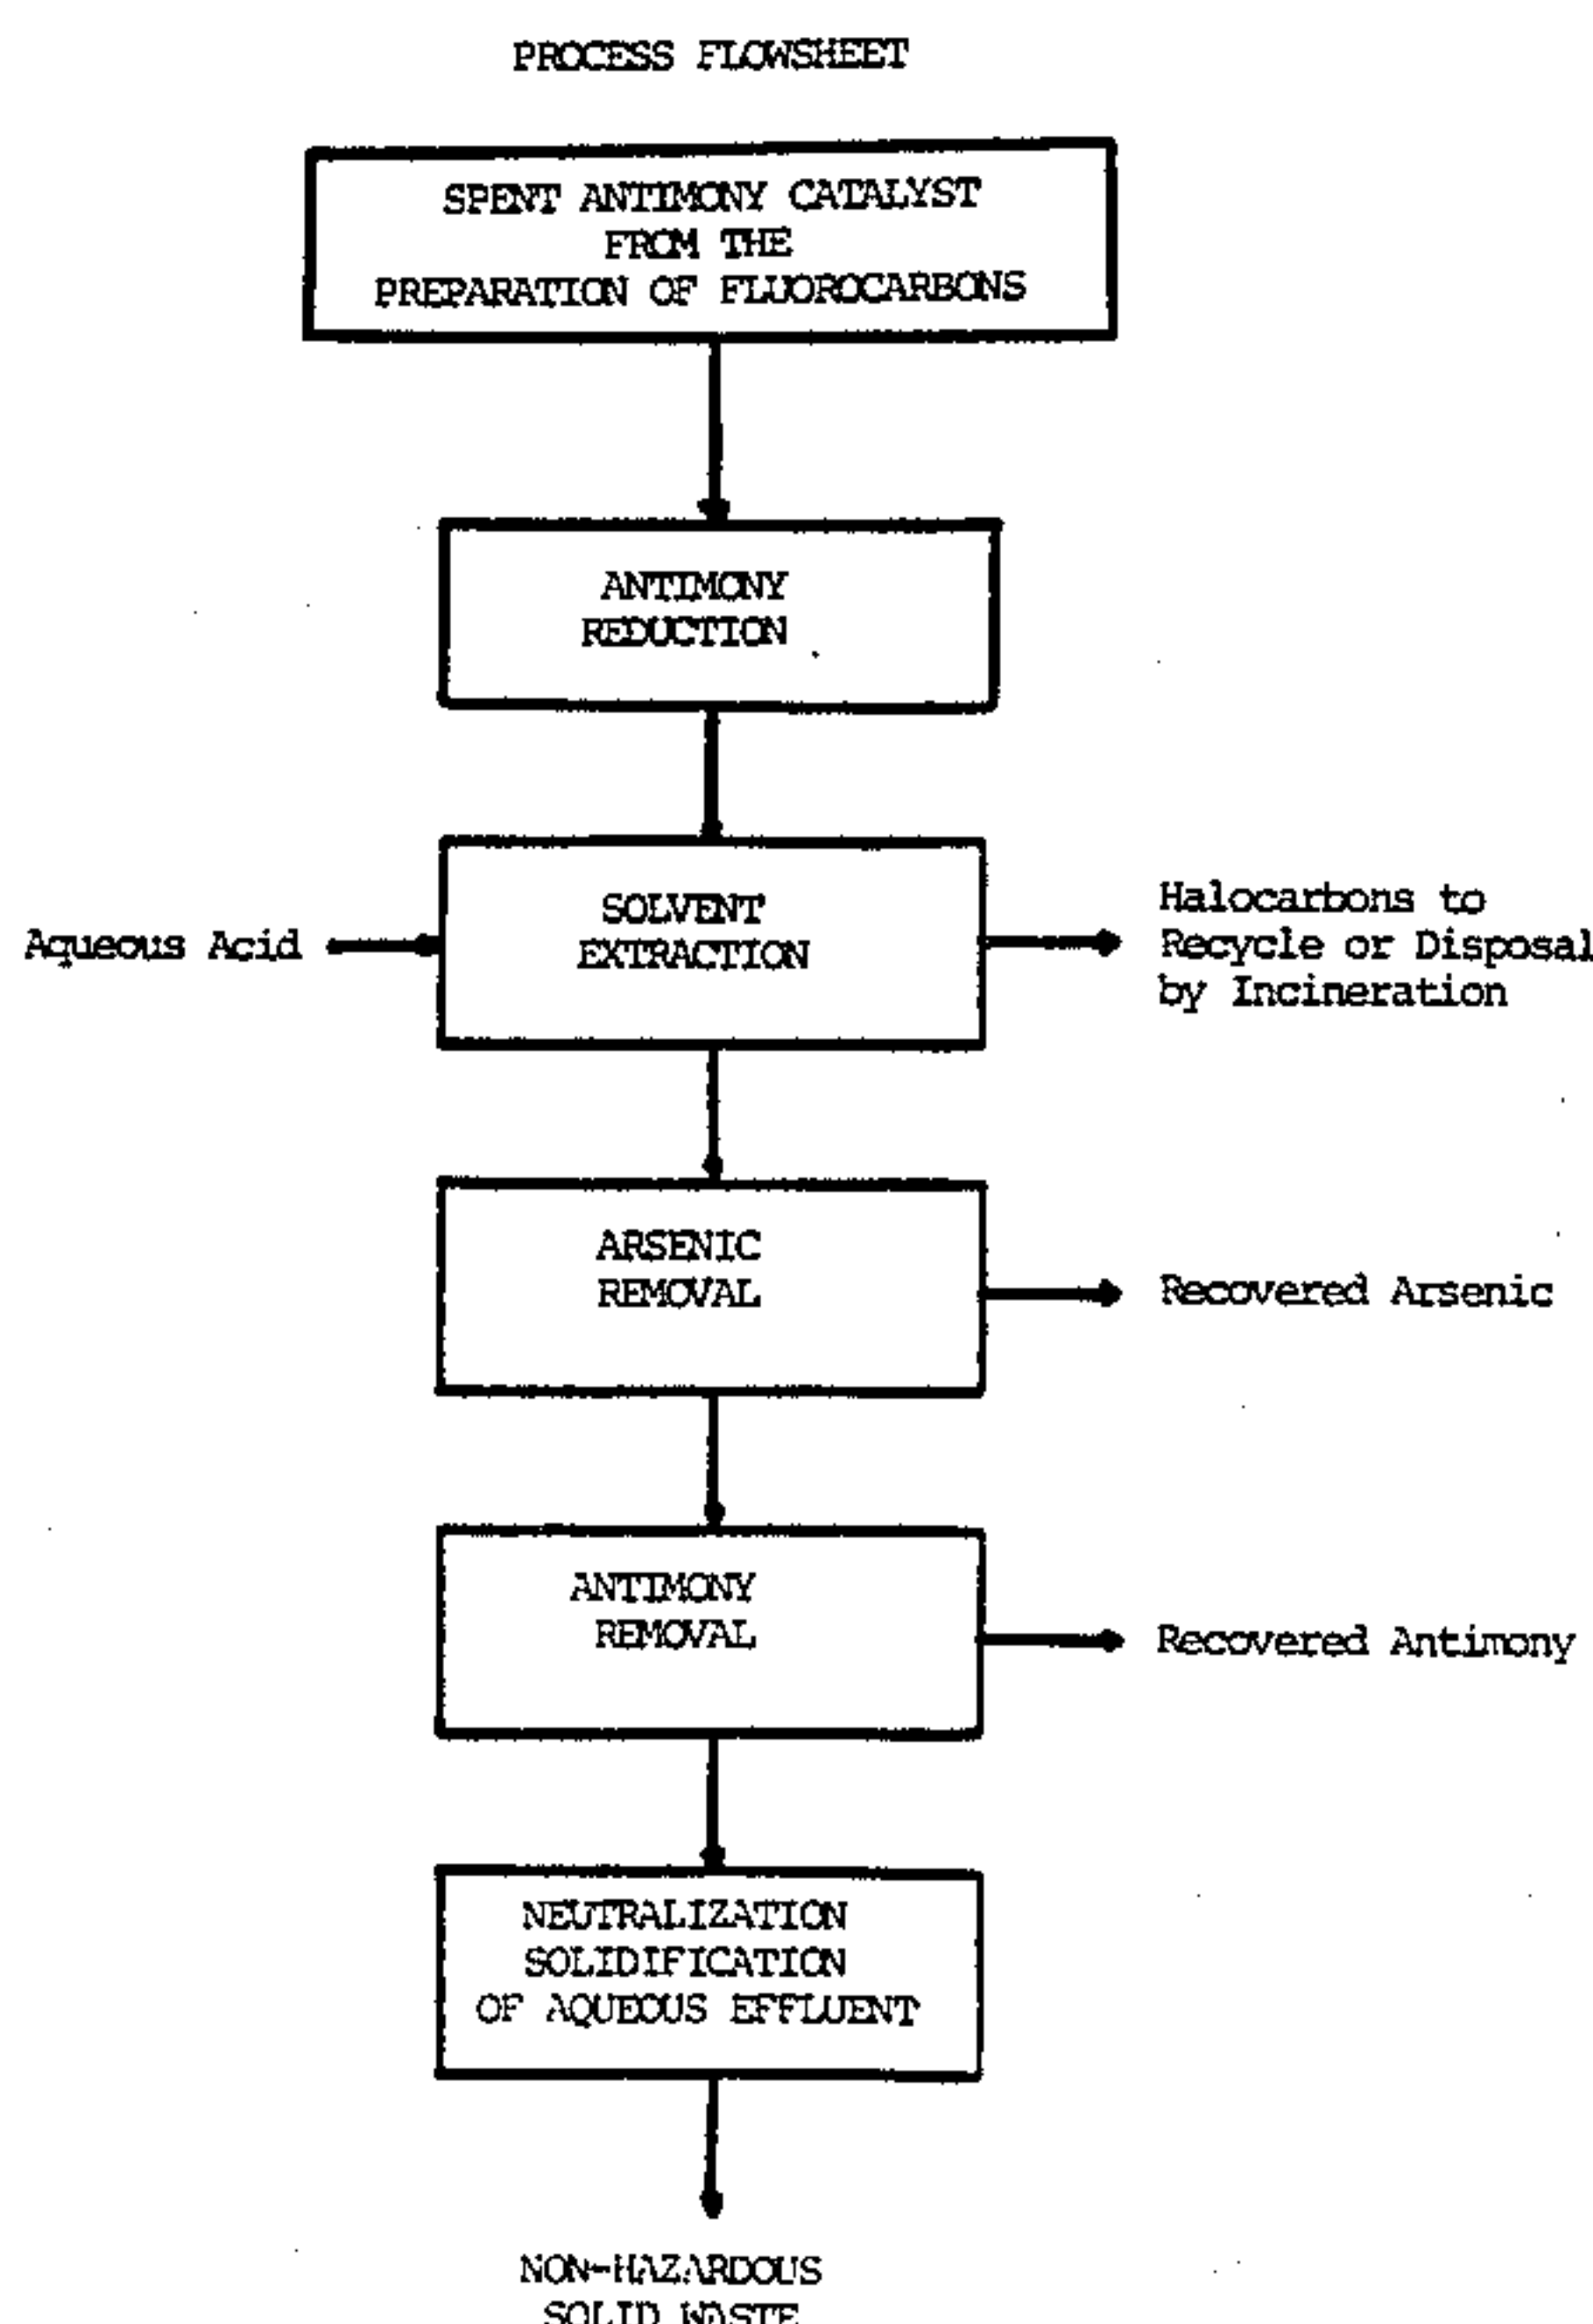 PROCESS FLOWSHEET
SPENT ANTIMONY CATALYST
FROM THE
PREPARATION OF FLUOROCARBONS
ANTIMONY
REDUCTION
SOLVENT
EXTRACTION
Aqueous Acid
Halocarbons to
Recycle or Disposal
by Incineration
ARSENIC
REMOVAL
Recovered Arsenic
ANTIMONY
REMOVAL
Recovered Antimony
NEUTRALIZATION
SOLIDIFICATION
OF AQUEOUS EFFLUENT
NON-HAZARDOUS
SOLID WASTE